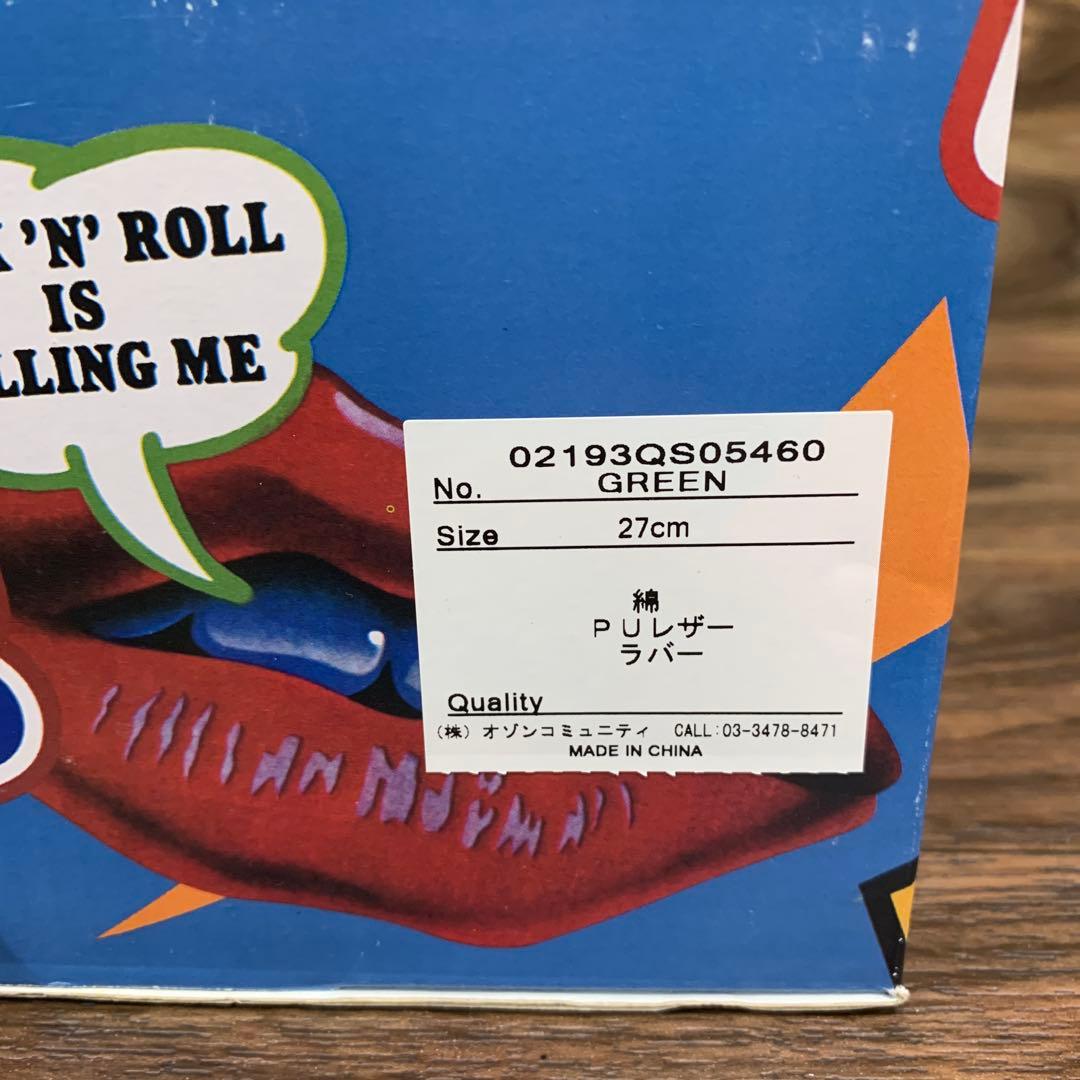 'N' ROLL
IS
LLING ME
02193QS05460
No. GREEN
Size 27cm
綿
PUレザー
ラバー
Quality
(株) オゾンコミュニティ CALL:03-3478-8471
MADE IN CHINA